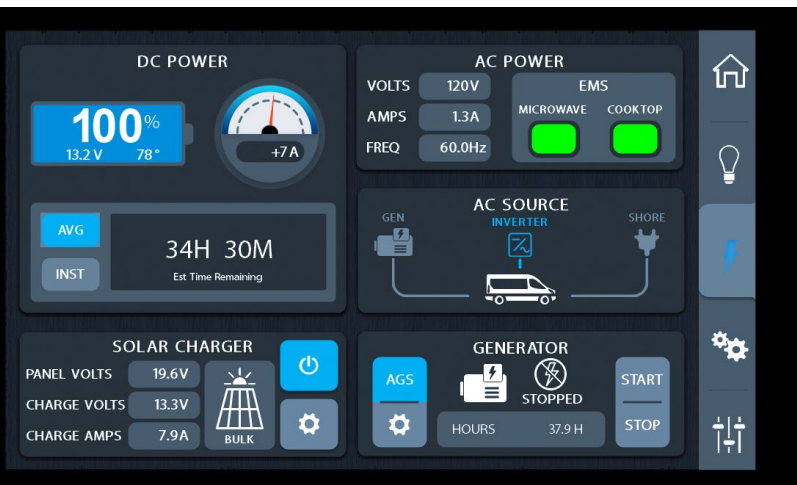 DC POWER
100%
13.2 V 78°
+7 A
AVG
INST
34H 30M
Est Time Remaining
AC POWER
VOLTS 120V
AMPS 1.3A
FREQ 60.0Hz
EMS
MICROWAVE COOKTOP
AC SOURCE
GEN
INVERTER
SHORE
SOLAR CHARGER
PANEL VOLTS 19.6V
CHARGE VOLTS 13.3V
CHARGE AMPS 7.9A
BULK
GENERATOR
AGS
STOPPED
START
STOP
HOURS 37.9 H